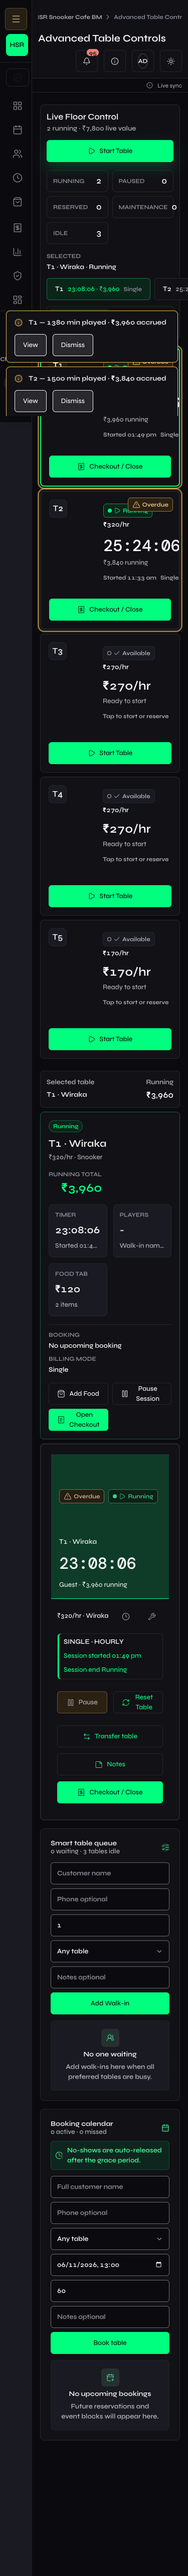 HSR Snooker Cafe BM > Advanced Table Contr
HSR
Advanced Table Controls
95
AD
Live sync
Live Floor Control
2 running · ₹7,800 live value
Start Table
RUNNING 2
PAUSED 0
RESERVED 0
MAINTENANCE 0
IDLE 3
SELECTED
T1 · Wiraka · Running
T1 23:08:06 · ₹3,960 Single
T2
T1 — 1380 min played · ₹3,960 accrued
View
Dismiss
T2 — 1500 min played · ₹3,840 accrued
View
Dismiss
₹3,960 running
Started 01:49 pm Single
Checkout / Close
T2
Overdue
₹320/hr
25:24:06
₹3,840 running
Started 11:33 am Single
Checkout / Close
T3
Available
₹270/hr
₹270/hr
Ready to start
Tap to start or reserve
Start Table
T4
Available
₹270/hr
₹270/hr
Ready to start
Tap to start or reserve
Start Table
T5
Available
₹170/hr
₹170/hr
Ready to start
Tap to start or reserve
Start Table
Selected table
Running
T1 · Wiraka
₹3,960
Running
T1 · Wiraka
₹320/hr · Snooker
RUNNING TOTAL
₹3,960
TIMER
23:08:06
Started 01:4...
PLAYERS
-
Walk-in nam...
FOOD TAB
₹120
2 items
BOOKING
No upcoming booking
BILLING MODE
Single
Add Food
Pause
Session
Open
Checkout
Overdue
Running
T1 · Wiraka
23:08:06
Guest · ₹3,960 running
₹320/hr · Wiraka
SINGLE · HOURLY
Session started 01:49 pm
Session end Running
Pause
Reset
Table
Transfer table
Notes
Checkout / Close
Smart table queue
0 waiting · 3 tables idle
Customer name
Phone optional
1
Any table
Notes optional
Add Walk-in
No one waiting
Add walk-ins here when all
preferred tables are busy.
Booking calendar
0 active · 0 missed
No-shows are auto-released
after the grace period.
Full customer name
Phone optional
Any table
06/11/2026, 13:00
60
Notes optional
Book table
No upcoming bookings
Future reservations and
event blocks will appear here.